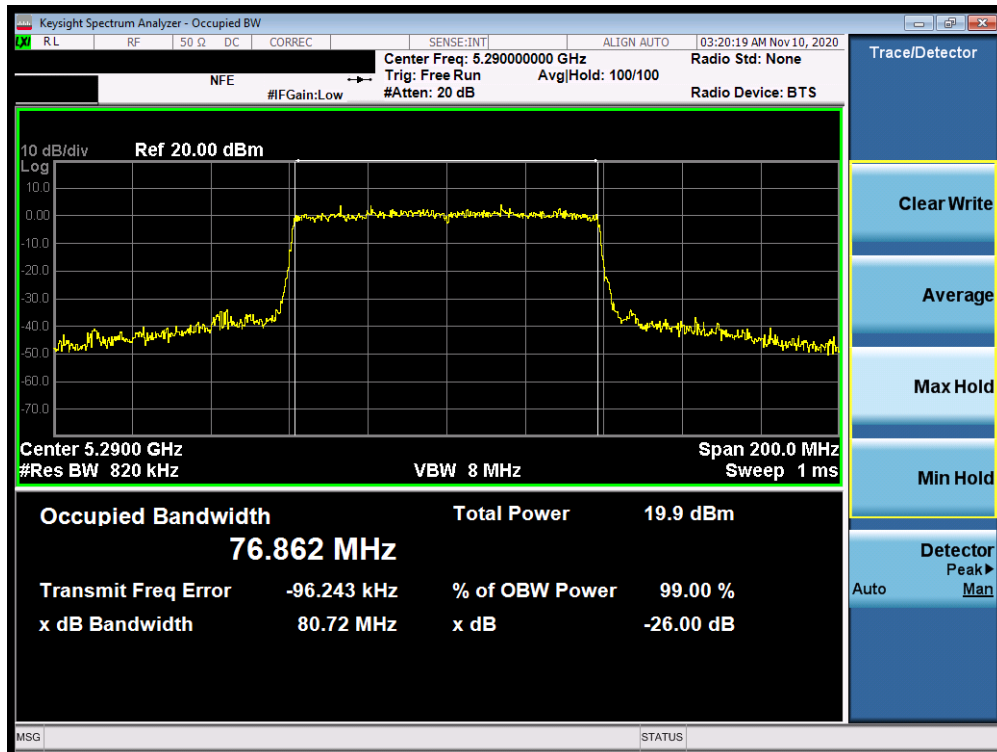 Keysight Spectrum Analyzer - Occupied BW
LXI RL RF 50 Ω DC CORREC SENSE:INT ALIGN AUTO 03:20:19 AM Nov 10, 2020
Center Freq: 5.290000000 GHz Radio Std: None
NFE Trig: Free Run Avg|Hold: 100/100
#IFGain:Low #Atten: 20 dB Radio Device: BTS
10 dB/div Ref 20.00 dBm
Log
10.0
0.00
-10.0
-20.0
-30.0
-40.0
-50.0
-60.0
-70.0
Center 5.2900 GHz Span 200.0 MHz
#Res BW 820 kHz VBW 8 MHz Sweep 1 ms
Occupied Bandwidth Total Power 19.9 dBm
76.862 MHz
Transmit Freq Error -96.243 kHz % of OBW Power 99.00 %
x dB Bandwidth 80.72 MHz x dB -26.00 dB
Trace/Detector
Clear Write
Average
Max Hold
Min Hold
Detector
Peak▶
Auto Man
MSG STATUS